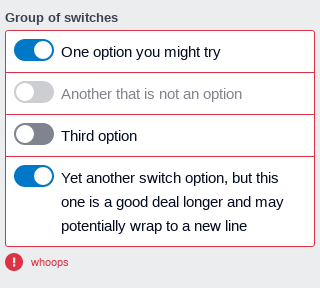 Group of switches
One option you might try
Another that is not an option
Third option
Yet another switch option, but this
one is a good deal longer and may
potentially wrap to a new line
whoops